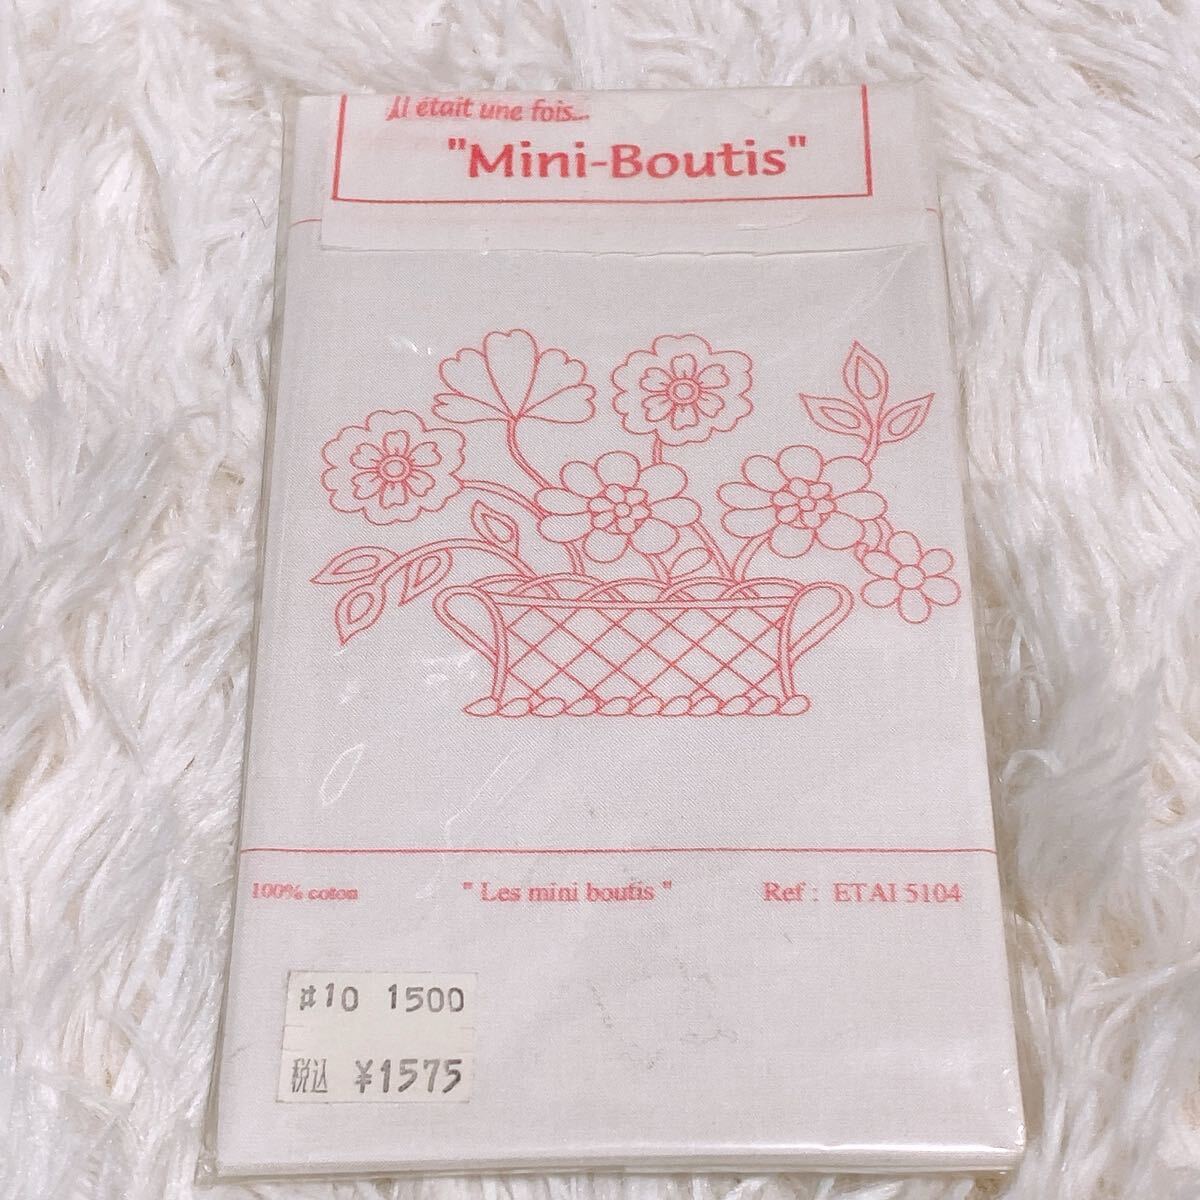 Il était une fois...
"Mini-Boutis"
100% coton " Les mini boutis " Ref : ETAI 5104
#10 1500
税込 ¥1575